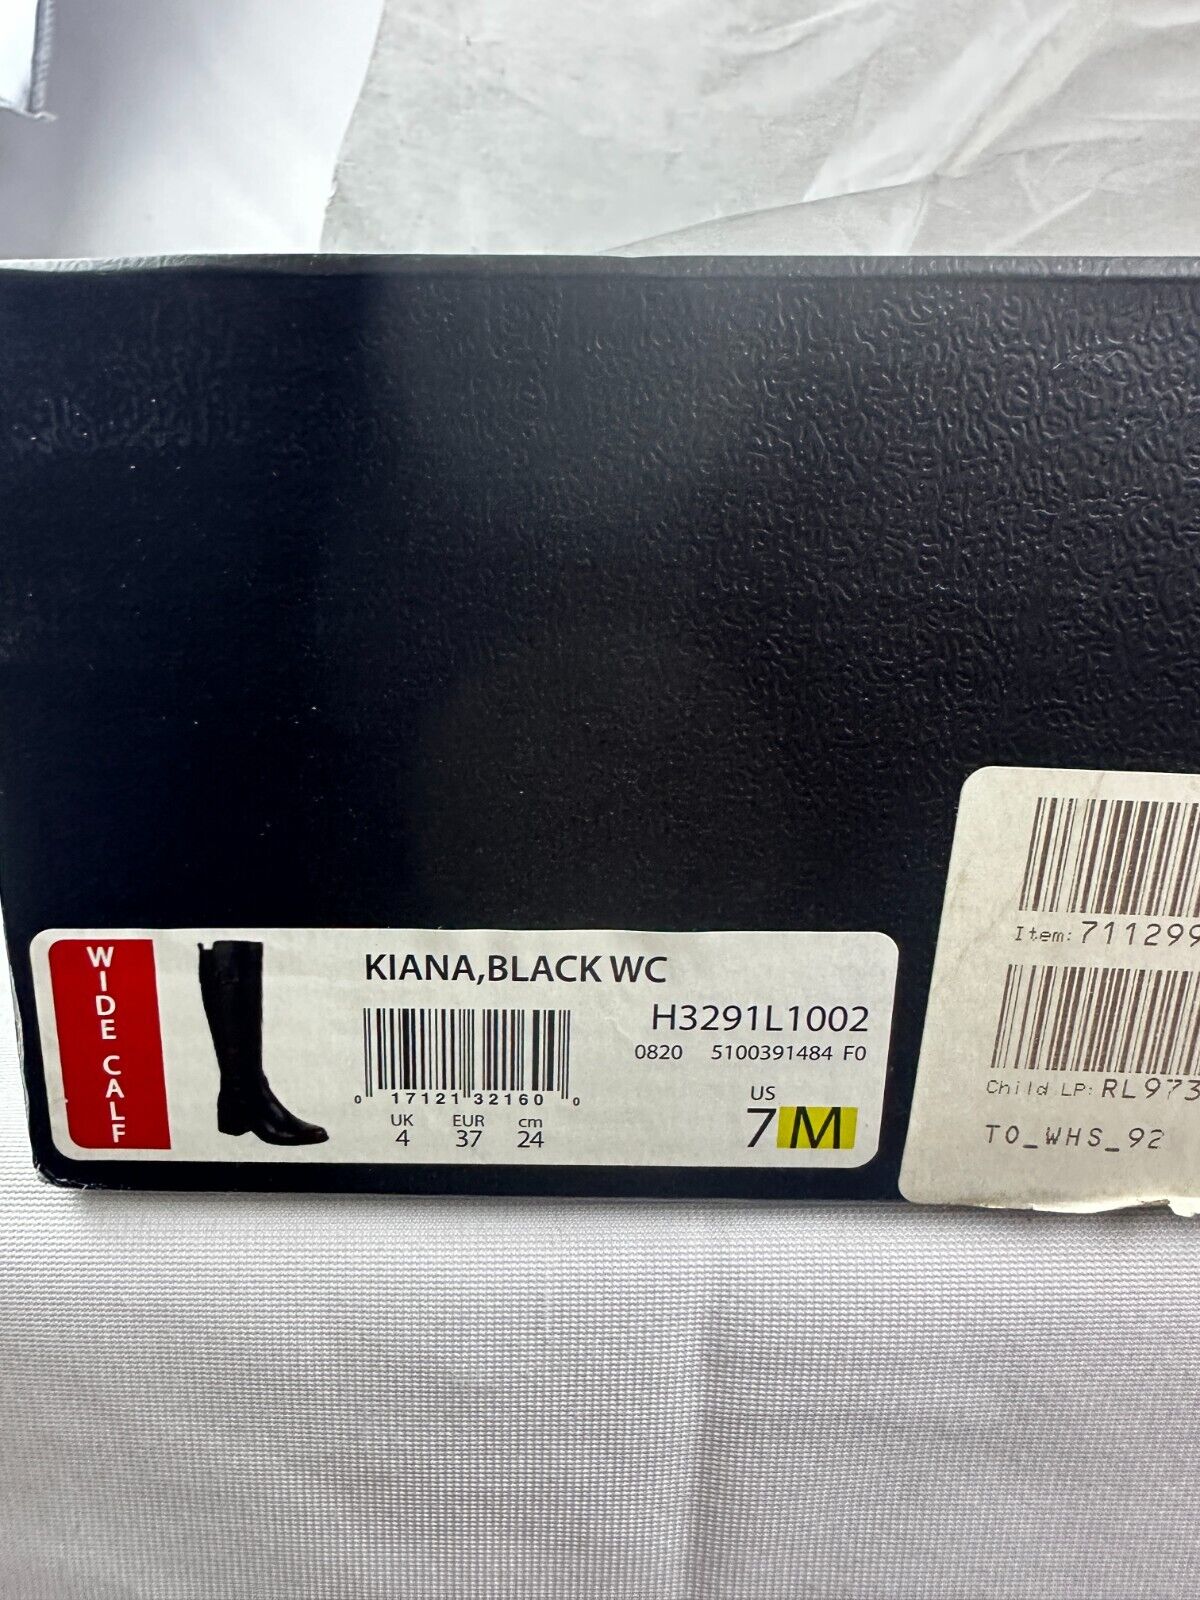 WIDE CALF
KIANA,BLACK WC
H3291L1002
0820 5100391484 F0
0 17121 32160 0
UK EUR cm
4 37 24
US
7 M
Item: 711299
Child LP: RL973
TO_WHS_92